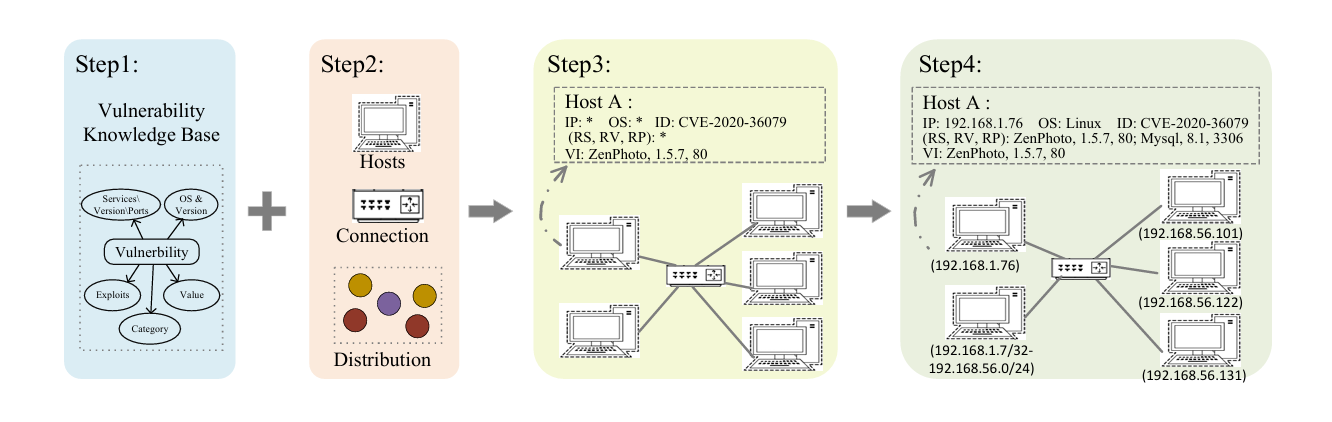 Step1:
Vulnerability
Knowledge Base
Services\
Version\Ports
OS &
Version
Vulnerbility
Exploits
Value
Category
Step2:
Hosts
Connection
Distribution
Step3:
Host A :
IP: *    OS: *   ID: CVE-2020-36079
(RS, RV, RP): *
VI: ZenPhoto, 1.5.7, 80
Step4:
Host A :
IP: 192.168.1.76    OS: Linux    ID: CVE-2020-36079
(RS, RV, RP): ZenPhoto, 1.5.7, 80; Mysql, 8.1, 3306
VI: ZenPhoto, 1.5.7, 80
(192.168.56.101)
(192.168.1.76)
(192.168.56.122)
(192.168.1.7/32-
192.168.56.0/24)
(192.168.56.131)